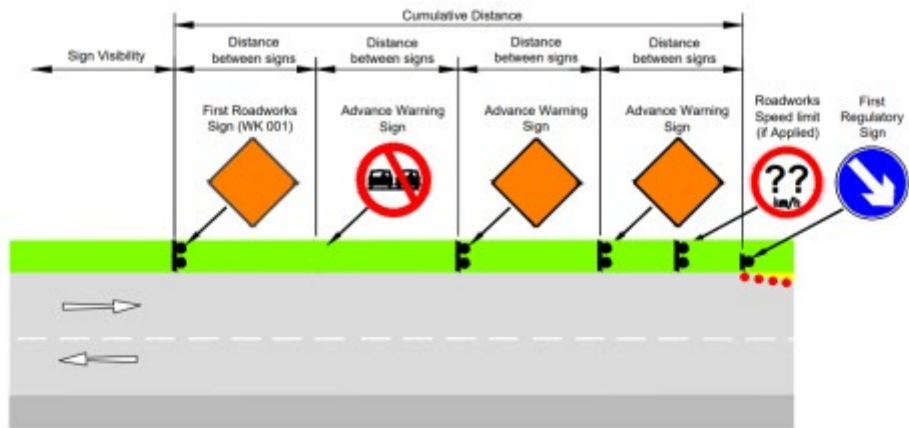 Cumulative Distance
Sign Visibility
Distance
between signs
Distance
between signs
Distance
between signs
Distance
between signs
First Roadworks
Sign (WK 001)
Advance Warning
Sign
Advance Warning
Sign
Advance Warning
Sign
Roadworks
Speed limit
(if Applied)
First
Regulatory
Sign
??
km/h